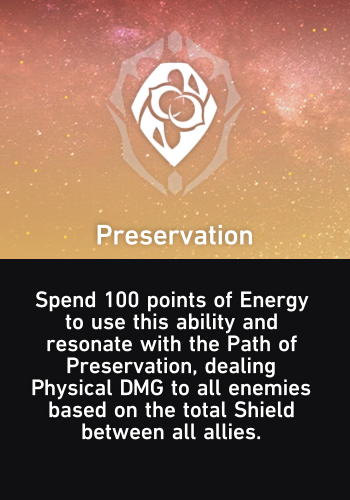 Preservation
Spend 100 points of Energy
to use this ability and
resonate with the Path of
Preservation, dealing
Physical DMG to all enemies
based on the total Shield
between all allies.